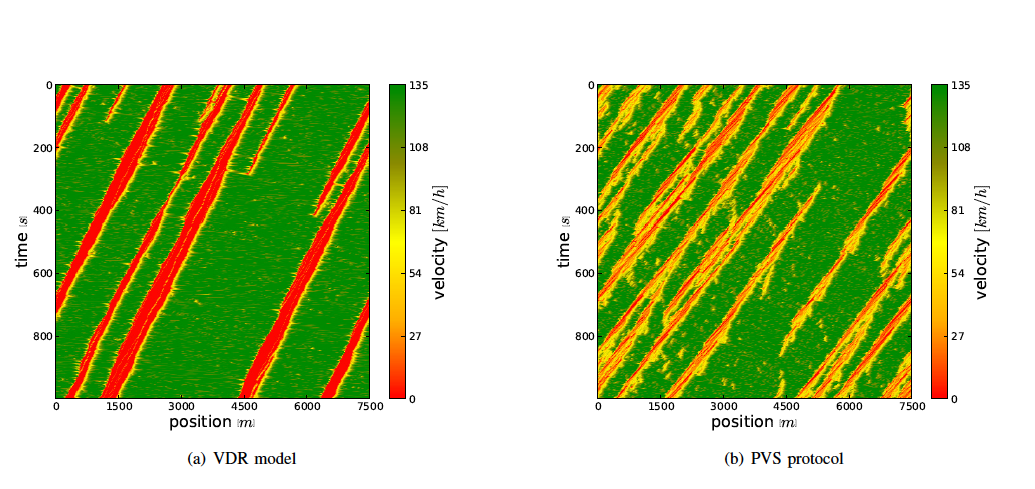 0
200
400
600
800
0 1500 3000 4500 6000 7500
time [s]
position [m]
135
108
81
54
27
0
velocity [km/h]
(a) VDR model
0
200
400
600
800
0 1500 3000 4500 6000 7500
time [s]
position [m]
135
108
81
54
27
0
velocity [km/h]
(b) PVS protocol